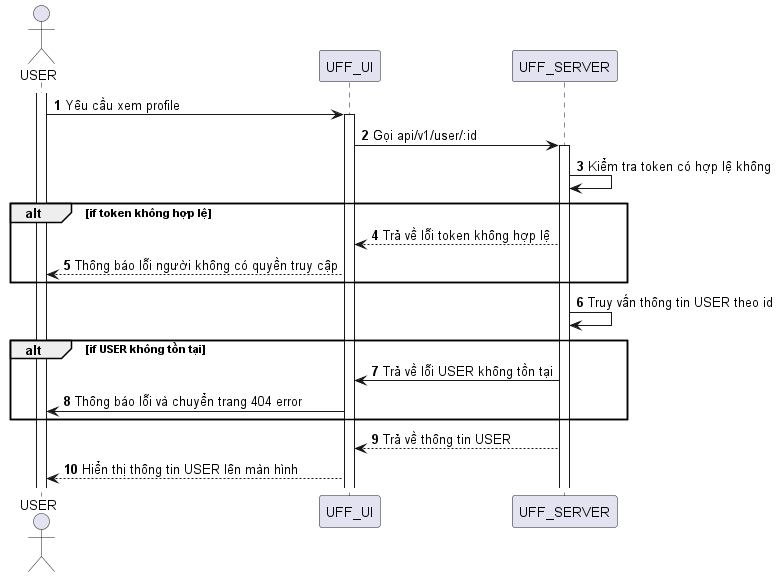 USER
UFF_UI
UFF_SERVER
1 Yêu cầu xem profile
2 Gọi api/v1/user/:id
3 Kiểm tra token có hợp lệ không
alt [if token không hợp lệ]
4 Trả về lỗi token không hợp lệ
5 Thông báo lỗi người không có quyền truy cập
6 Truy vấn thông tin USER theo id
alt [if USER không tồn tại]
7 Trả về lỗi USER không tồn tại
8 Thông báo lỗi và chuyển trang 404 error
9 Trả về thông tin USER
10 Hiển thị thông tin USER lên màn hình
USER
UFF_UI
UFF_SERVER